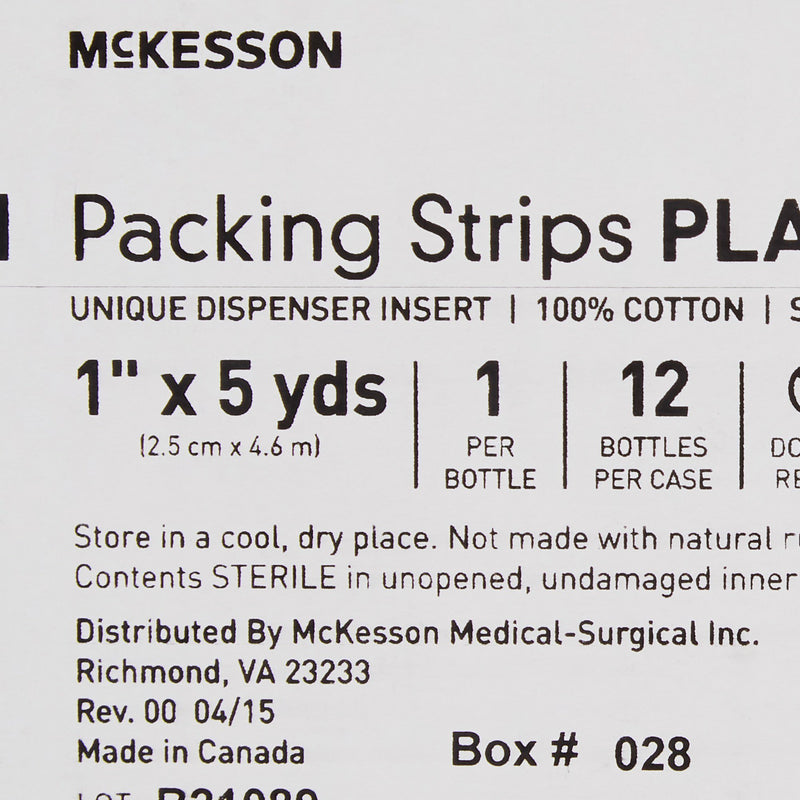 McKESSON
Packing Strips
UNIQUE DISPENSER INSERT | 100% COTTON |
1" x 5 yds
(2.5 cm x 4.6 m)
1
PER
BOTTLE
12
BOTTLES
PER CASE
Store in a cool, dry place. Not made with natural
Contents STERILE in unopened, undamaged inner
Distributed By McKesson Medical-Surgical Inc.
Richmond, VA 23233
Rev. 00 04/15
Made in Canada
Box # 028
LOT